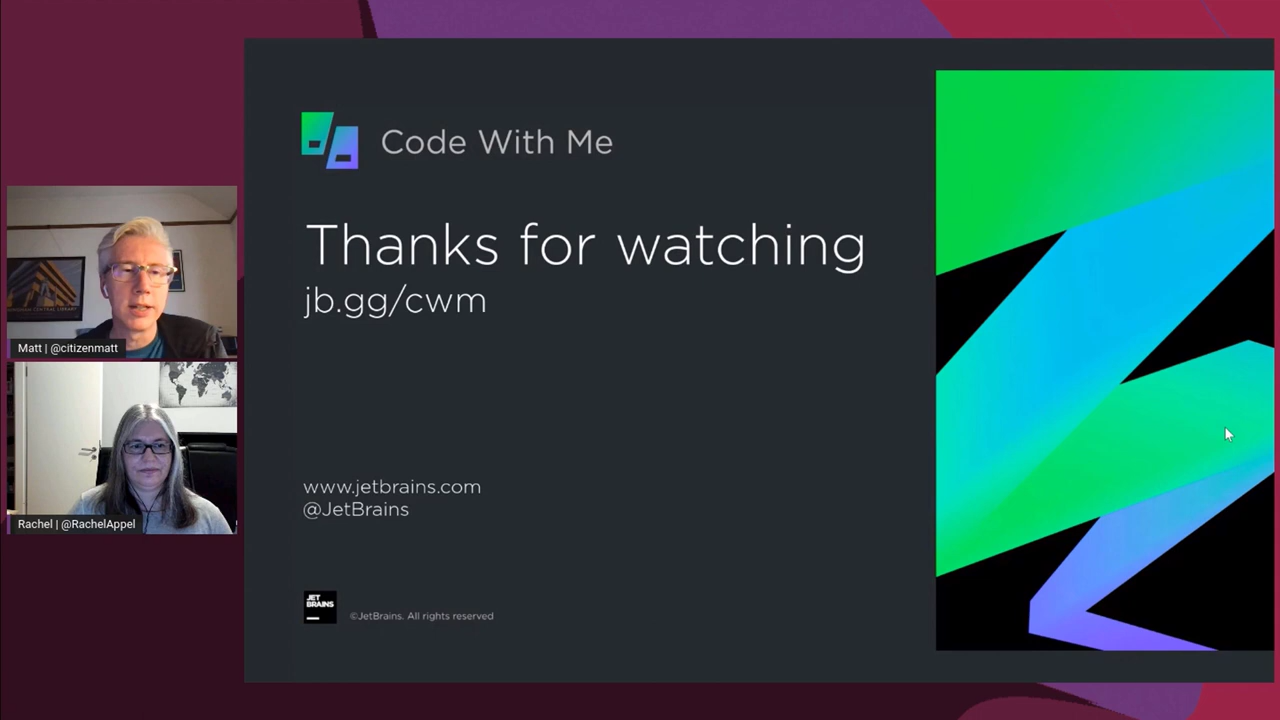 Code With Me
Thanks for watching
jb.gg/cwm
Matt | @citizenmatt
Rachel | @RachelAppel
www.jetbrains.com
@JetBrains
JET
BRAINS
©JetBrains. All rights reserved